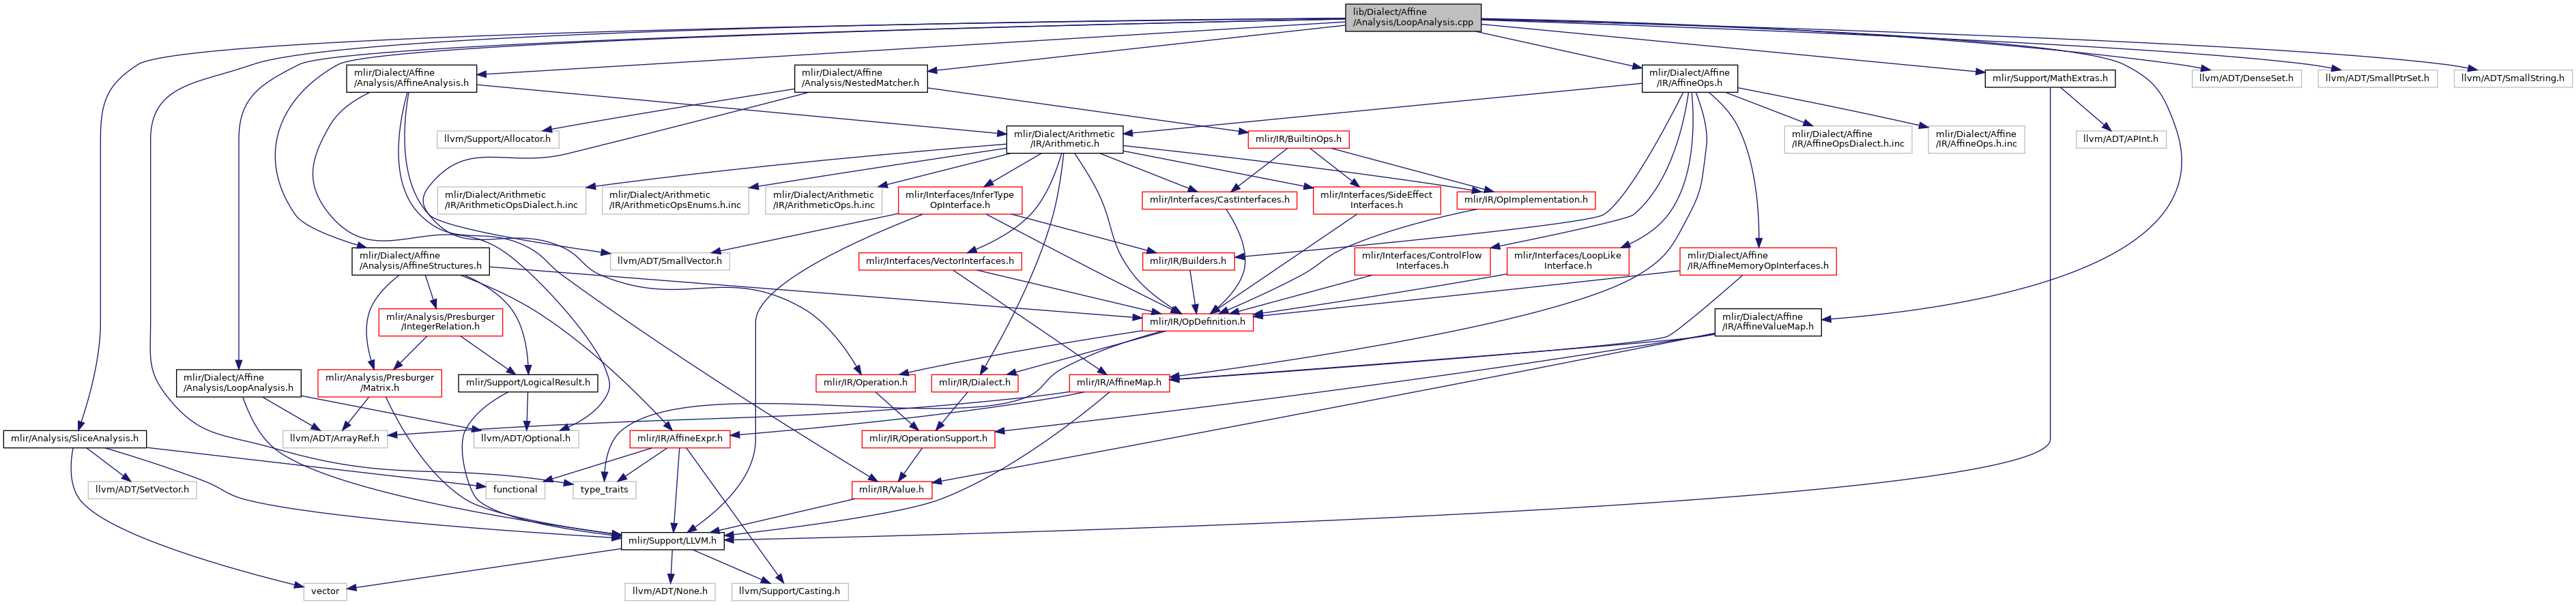 lib/Dialect/Affine
/Analysis/LoopAnalysis.cpp
mlir/Dialect/Affine
/Analysis/AffineAnalysis.h
mlir/Dialect/Affine
/Analysis/NestedMatcher.h
mlir/Dialect/Affine
/IR/AffineOps.h
mlir/Support/MathExtras.h
llvm/ADT/DenseSet.h
llvm/ADT/SmallPtrSet.h
llvm/ADT/SmallString.h
llvm/Support/Allocator.h
mlir/Dialect/Arithmetic
/IR/Arithmetic.h
mlir/IR/BuiltinOps.h
mlir/Dialect/Affine
/IR/AffineOpsDialect.h.inc
mlir/Dialect/Affine
/IR/AffineOps.h.inc
llvm/ADT/APInt.h
mlir/Dialect/Arithmetic
/IR/ArithmeticOpsDialect.h.inc
mlir/Dialect/Arithmetic
/IR/ArithmeticOpsEnums.h.inc
mlir/Dialect/Arithmetic
/IR/ArithmeticOps.h.inc
mlir/Interfaces/InferType
OpInterface.h
mlir/Interfaces/CastInterfaces.h
mlir/Interfaces/SideEffect
Interfaces.h
mlir/IR/OpImplementation.h
mlir/Dialect/Affine
/Analysis/AffineStructures.h
llvm/ADT/SmallVector.h
mlir/Interfaces/VectorInterfaces.h
mlir/IR/Builders.h
mlir/Interfaces/ControlFlow
Interfaces.h
mlir/Interfaces/LoopLike
Interface.h
mlir/Dialect/Affine
/IR/AffineMemoryOpInterfaces.h
mlir/Analysis/Presburger
/IntegerRelation.h
mlir/IR/OpDefinition.h
mlir/Dialect/Affine
/IR/AffineValueMap.h
mlir/Dialect/Affine
/Analysis/LoopAnalysis.h
mlir/Analysis/Presburger
/Matrix.h
mlir/Support/LogicalResult.h
mlir/IR/Operation.h
mlir/IR/Dialect.h
mlir/IR/AffineMap.h
mlir/Analysis/SliceAnalysis.h
llvm/ADT/ArrayRef.h
llvm/ADT/Optional.h
mlir/IR/AffineExpr.h
mlir/IR/OperationSupport.h
llvm/ADT/SetVector.h
functional
type_traits
mlir/IR/Value.h
mlir/Support/LLVM.h
vector
llvm/ADT/None.h
llvm/Support/Casting.h